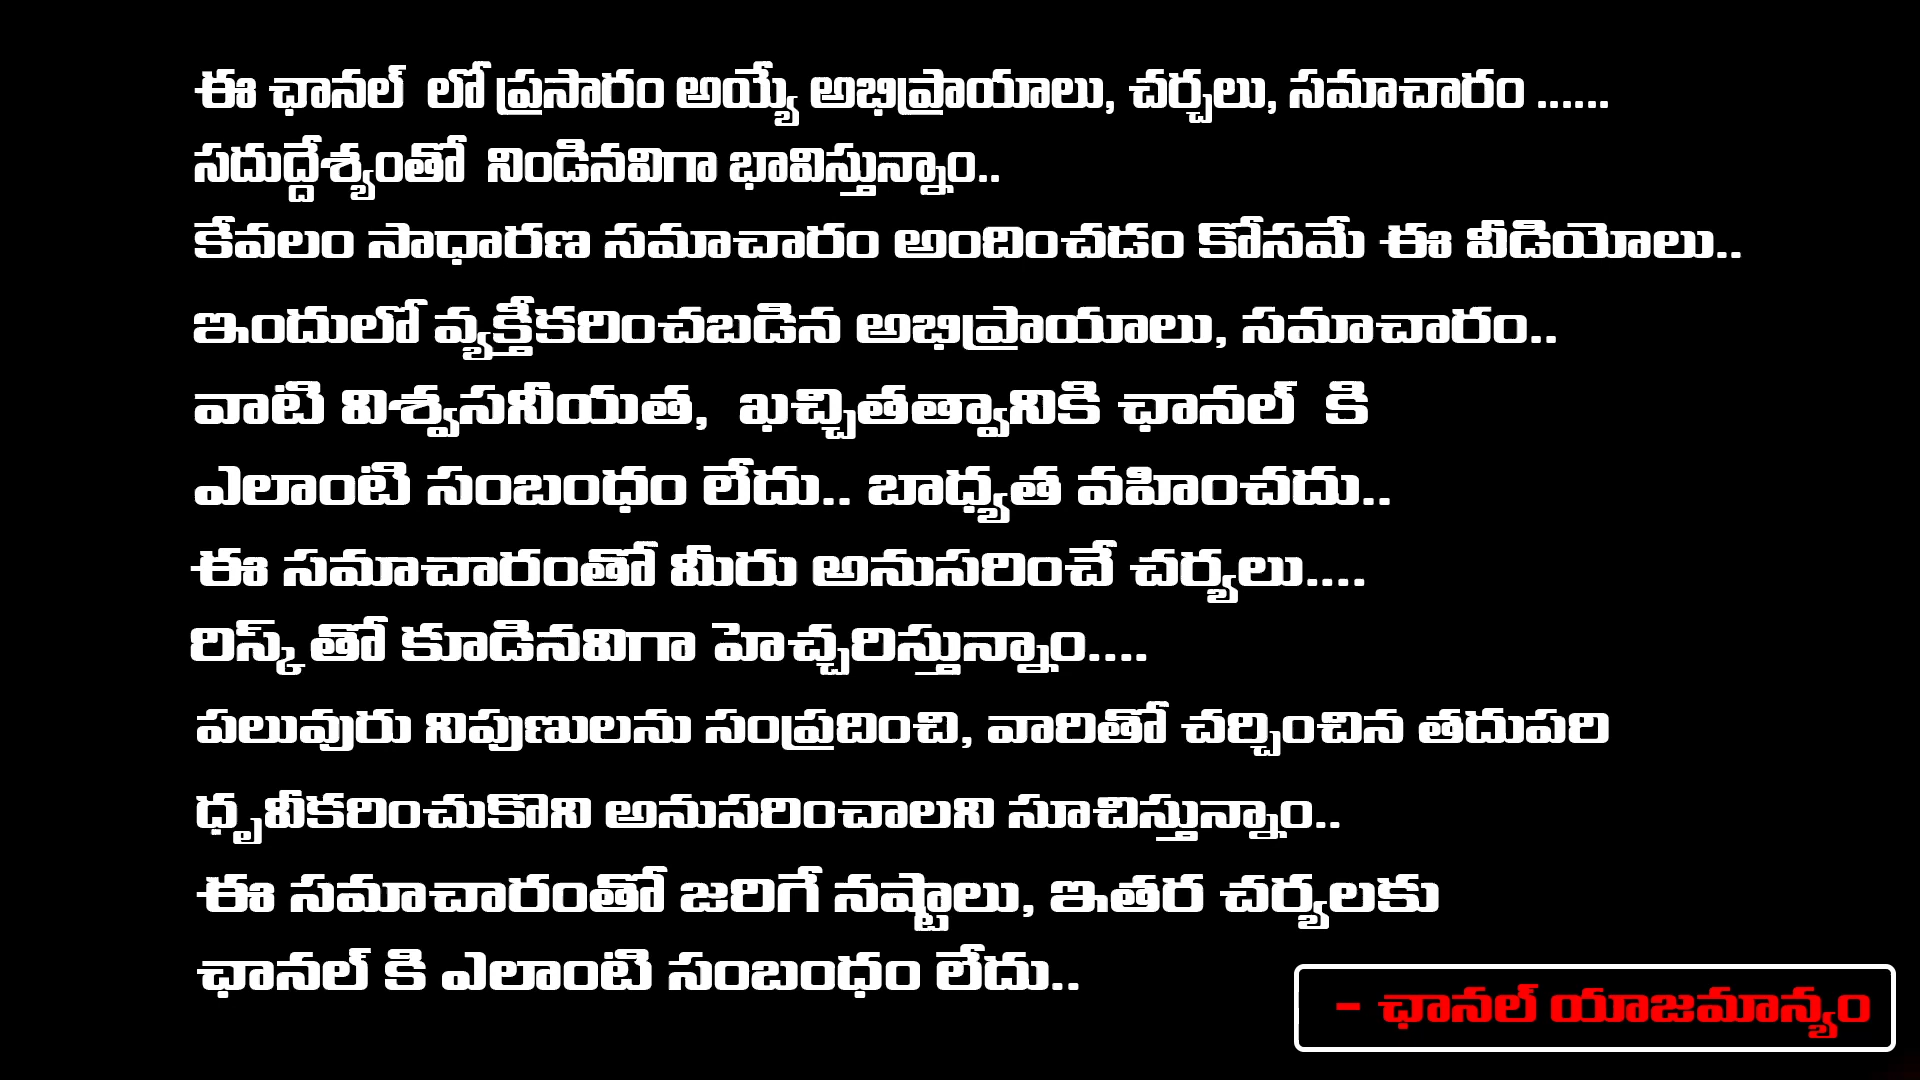 ఈ ఛానల్ లో ప్రసారం అయ్యే అభిప్రాయాలు, చర్చలు, సమాచారం ......
సదుద్దేశ్యంతో నిండినవిగా భావిస్తున్నాం..
కేవలం సాధారణ సమాచారం అందించడం కోసమే ఈ వీడియోలు..
ఇందులో వ్యక్తీకరించబడిన అభిప్రాయాలు, సమాచారం..
వాటి విశ్వసనీయత, ఖచ్చితత్వానికి ఛానల్ కి
ఎలాంటి సంబంధం లేదు.. బాధ్యత వహించదు..
ఈ సమాచారంతో మీరు అనుసరించే చర్యలు....
రిస్క్ తో కూడినవిగా హెచ్చరిస్తున్నాం....
పలువురు నిపుణులను సంప్రదించి, వారితో చర్చించిన తదుపరి
ధృవీకరించుకొని అనుసరించాలని సూచిస్తున్నాం..
ఈ సమాచారంతో జరిగే నష్టాలు, ఇతర చర్యలకు
ఛానల్ కి ఎలాంటి సంబంధం లేదు..
- ఛానల్ యాజమాన్యం